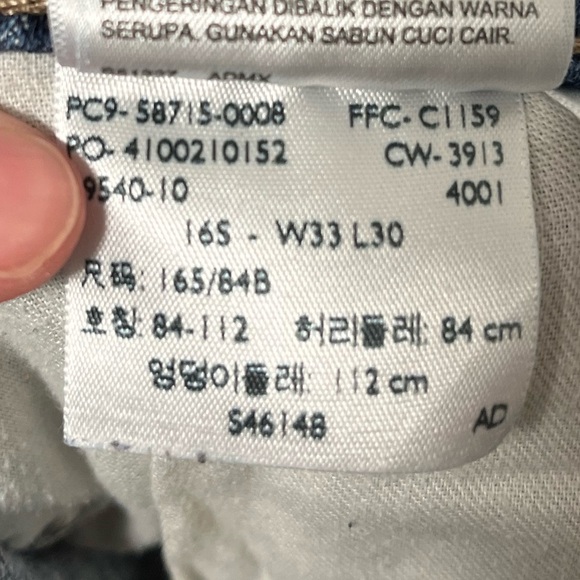 PENGERINGAN DIBALIK DENGAN WARNA
SERUPA. GUNAKAN SABUN CUCI CAIR.
PC9-58715-0008 FFC-C1159
PO-4100210152 CW-3913
9540-10 4001
16S - W33 L30
尺码: 165/84B
호칭: 84-112 허리둘레: 84 cm
엉덩이둘레: 112 cm
S46148 AD